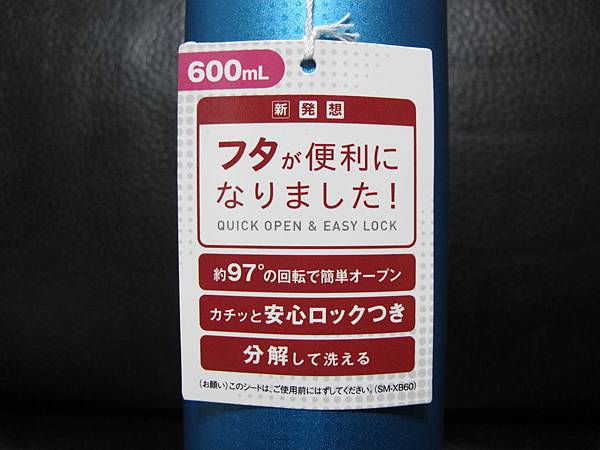 600mL
新発想
フタが便利に
なりました!
QUICK OPEN & EASY LOCK
約97°の回転で簡単オープン
カチッと安心ロックつき
分解して洗える
(お願い)このシートは、ご使用前にはずしてください。(SM-XB60)